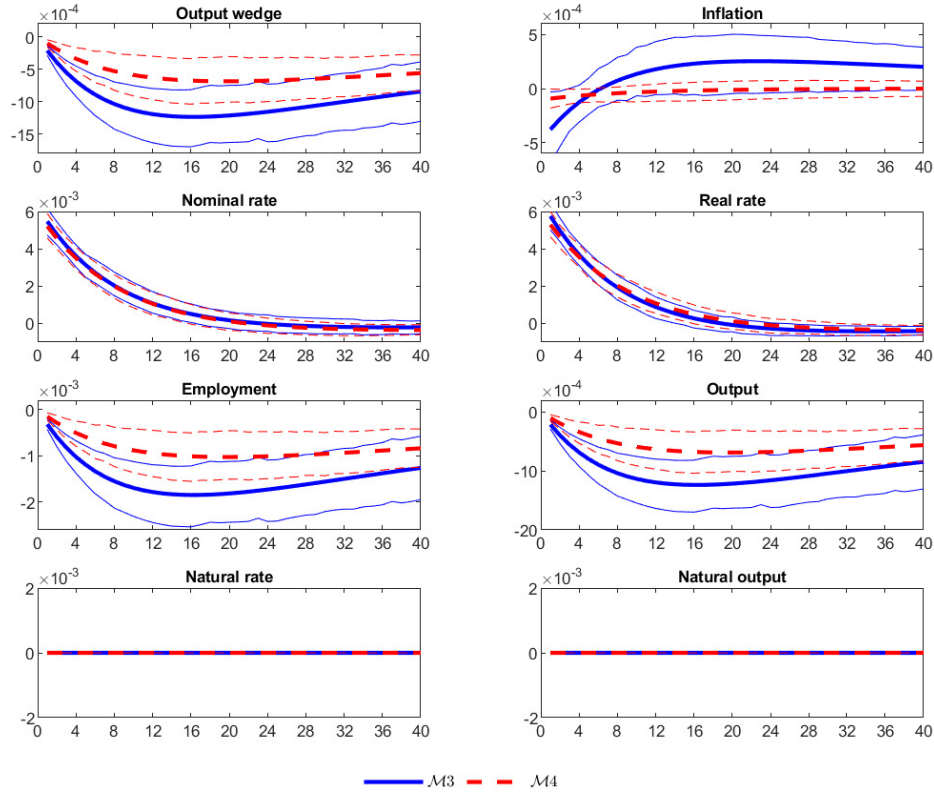 Output wedge
×10⁻⁴
0
-5
-10
-15
0 4 8 12 16 20 24 28 32 36 40
Inflation
×10⁻⁴
5
0
-5
0 4 8 12 16 20 24 28 32 36 40
Nominal rate
×10⁻³
6
4
2
0
0 4 8 12 16 20 24 28 32 36 40
Real rate
×10⁻³
6
4
2
0
0 4 8 12 16 20 24 28 32 36 40
Employment
×10⁻³
0
-1
-2
0 4 8 12 16 20 24 28 32 36 40
Output
×10⁻⁴
0
-10
-20
0 4 8 12 16 20 24 28 32 36 40
Natural rate
×10⁻³
2
0
-2
0 4 8 12 16 20 24 28 32 36 40
Natural output
×10⁻³
2
0
-2
0 4 8 12 16 20 24 28 32 36 40
ℳ3 ℳ4